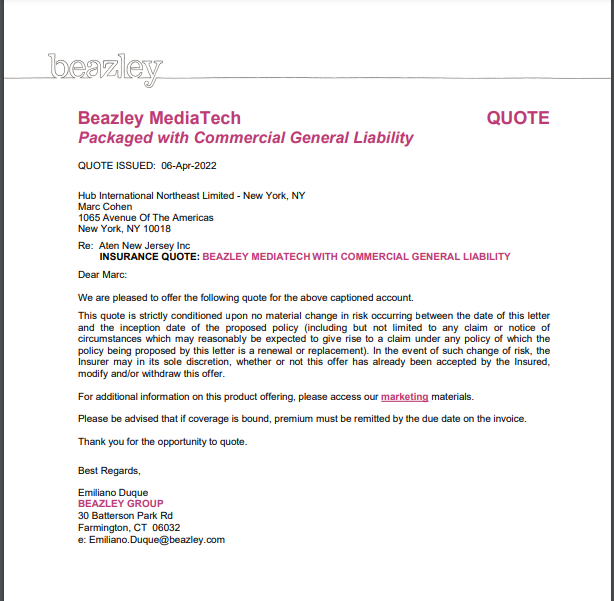 beazley
Beazley MediaTech QUOTE
Packaged with Commercial General Liability
QUOTE ISSUED: 06-Apr-2022
Hub International Northeast Limited - New York, NY
Marc Cohen
1065 Avenue Of The Americas
New York, NY 10018
Re: Aten New Jersey Inc
INSURANCE QUOTE: BEAZLEY MEDIATECH WITH COMMERCIAL GENERAL LIABILITY
Dear Marc:
We are pleased to offer the following quote for the above captioned account.
This quote is strictly conditioned upon no material change in risk occurring between the date of this letter
and the inception date of the proposed policy (including but not limited to any claim or notice of
circumstances which may reasonably be expected to give rise to a claim under any policy of which the
policy being proposed by this letter is a renewal or replacement). In the event of such change of risk, the
Insurer may in its sole discretion, whether or not this offer has already been accepted by the Insured,
modify and/or withdraw this offer.
For additional information on this product offering, please access our marketing materials.
Please be advised that if coverage is bound, premium must be remitted by the due date on the invoice.
Thank you for the opportunity to quote.
Best Regards,
Emiliano Duque
BEAZLEY GROUP
30 Batterson Park Rd
Farmington, CT 06032
e: Emiliano.Duque@beazley.com